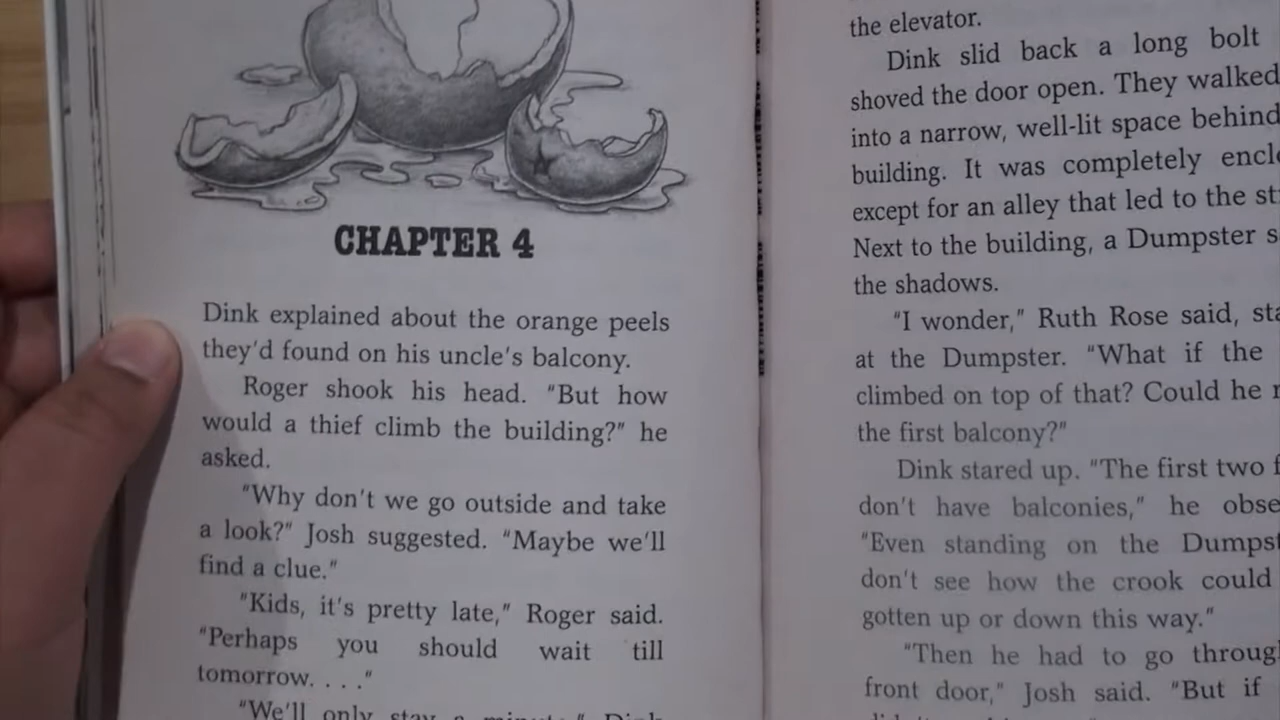 CHAPTER 4
Dink explained about the orange peels
they'd found on his uncle's balcony.
Roger shook his head. "But how
would a thief climb the building?" he
asked.
"Why don't we go outside and take
a look?" Josh suggested. "Maybe we'll
find a clue."
"Kids, it's pretty late," Roger said.
"Perhaps you should wait till
tomorrow. . . ."
"We'll only stay a minute," Dink
the elevator.
Dink slid back a long bolt
shoved the door open. They walked
into a narrow, well-lit space behind
building. It was completely
except for an alley that led to the
Next to the building, a Dumpster
the shadows.
"I wonder," Ruth Rose said,
at the Dumpster. "What if the
climbed on top of that? Could he
the first balcony?"
Dink stared up. "The first two
don't have balconies," he
"Even standing on the
don't see how the crook could
gotten up or down this way."
"Then he had to go
front door," Josh said. "But if